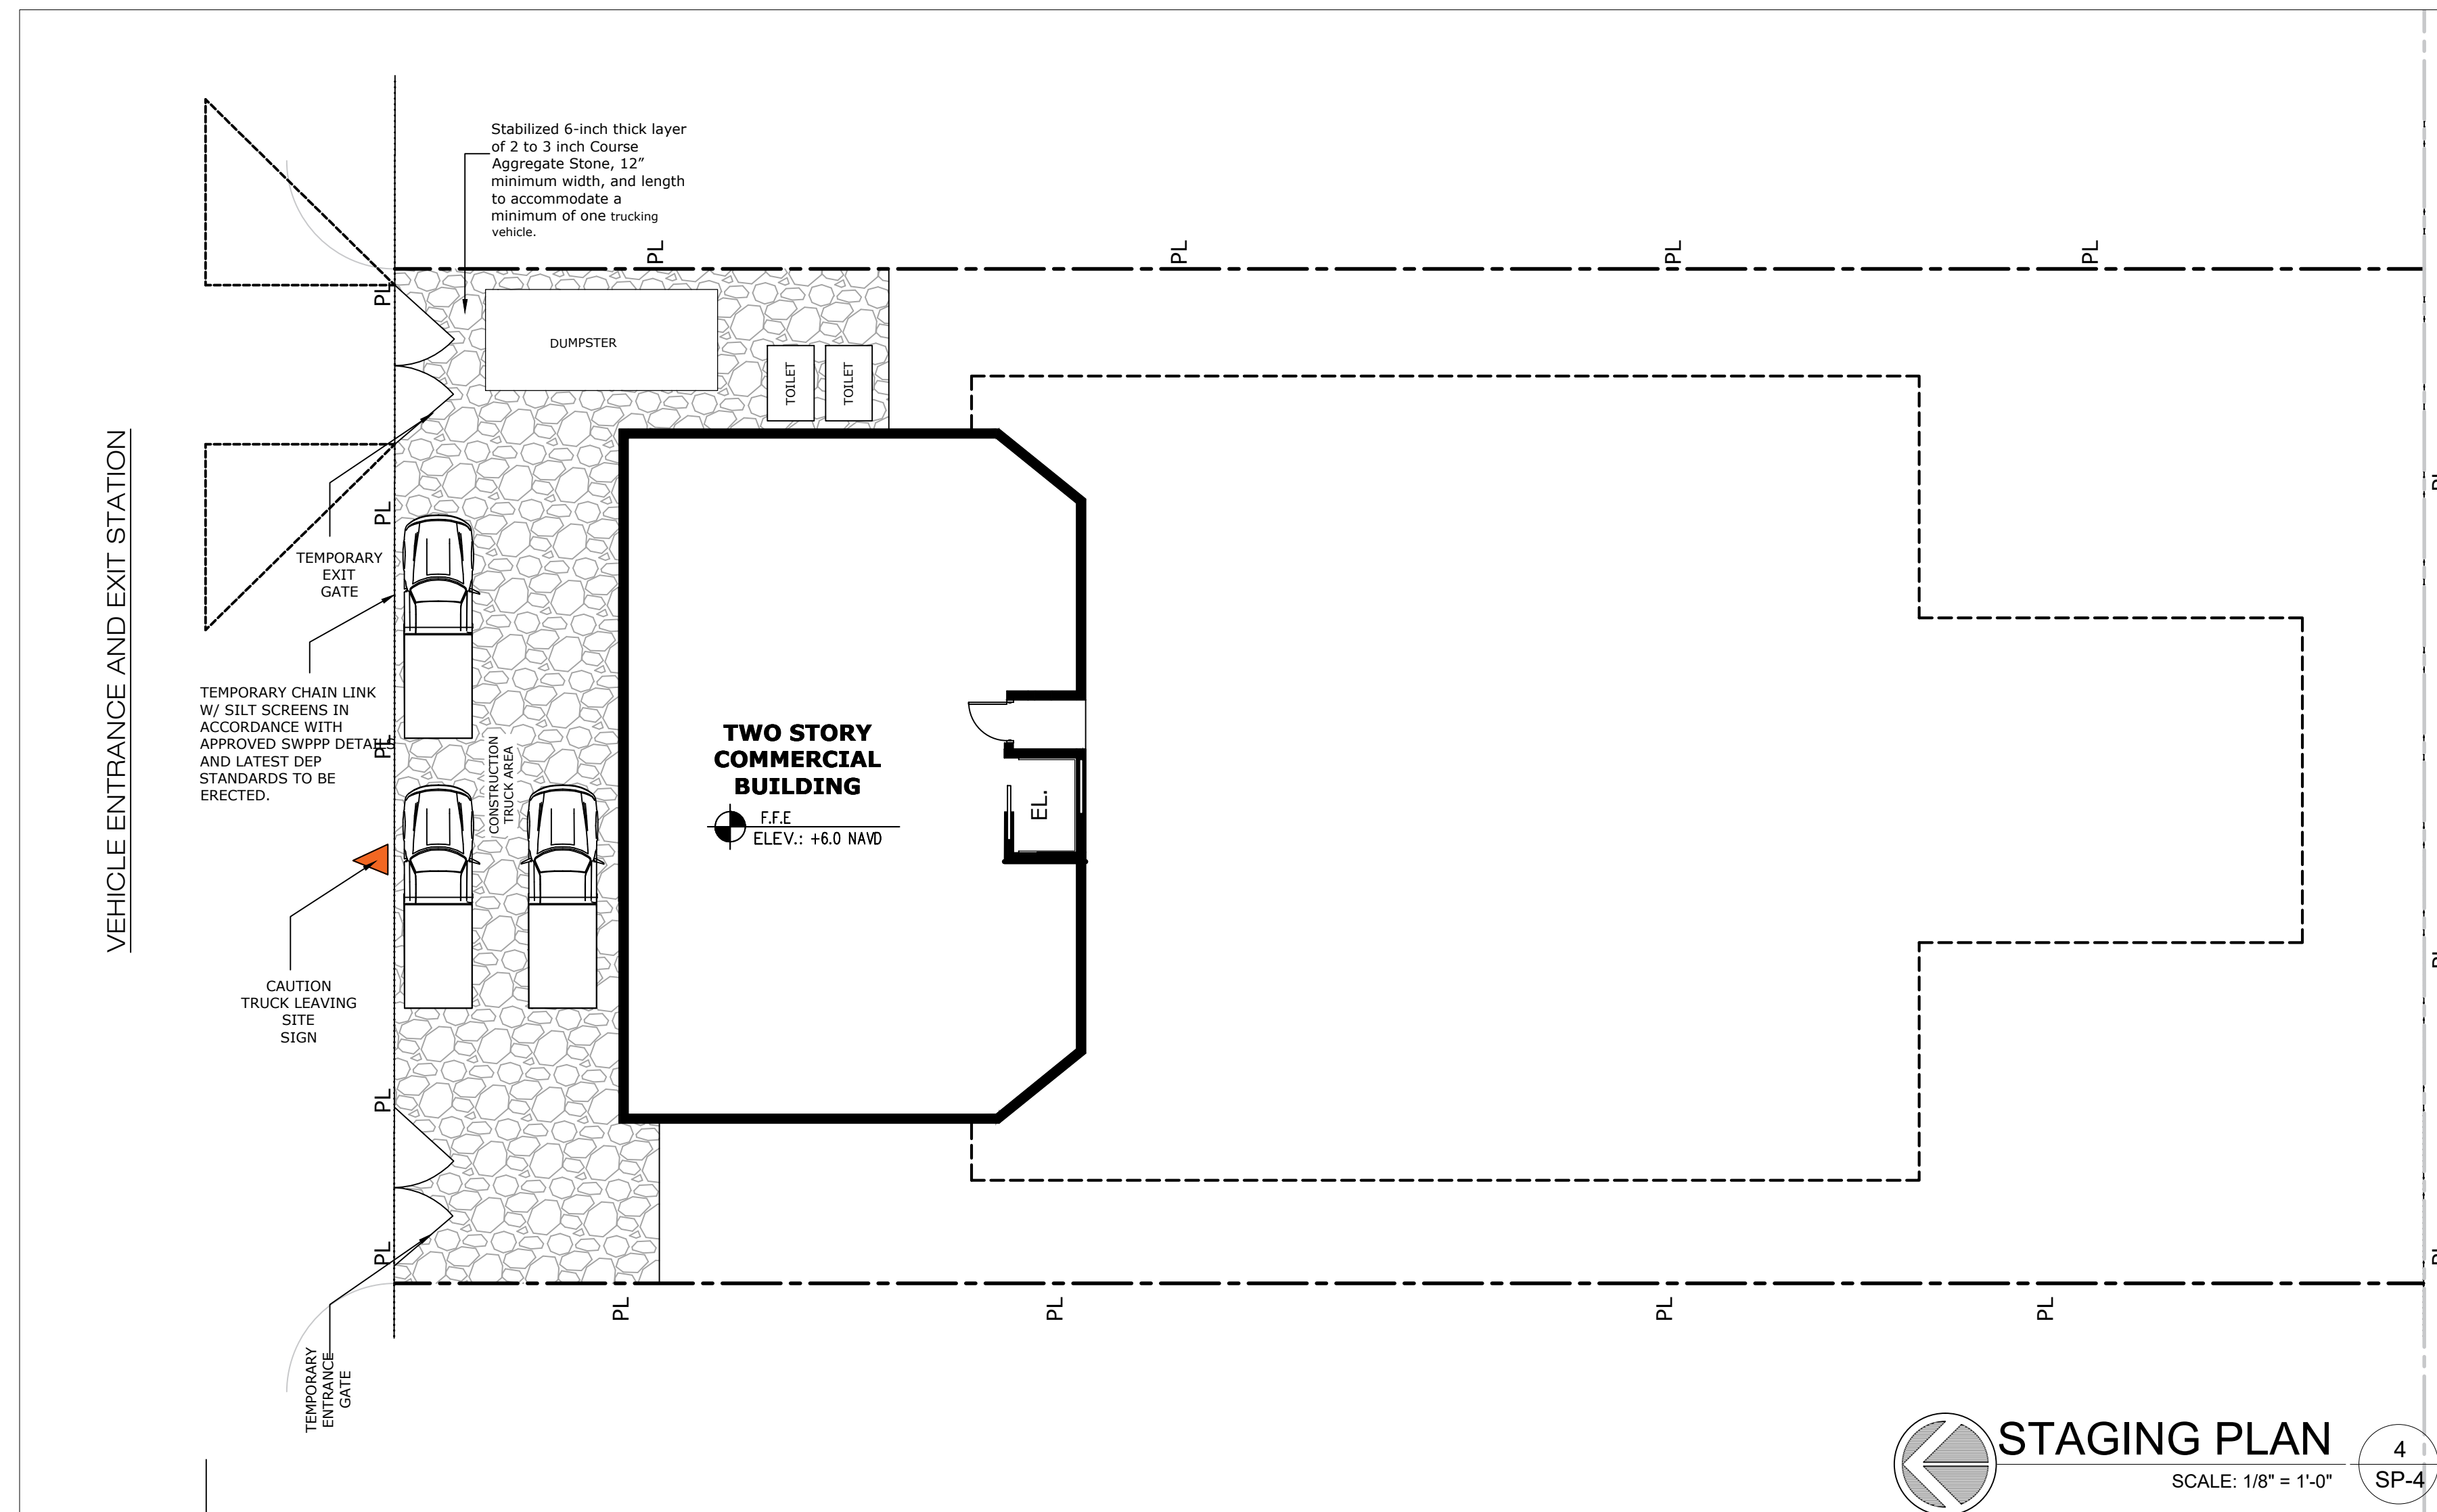 VEHICLE ENTRANCE AND EXIT STATION
Stabilized 6-inch thick layer
of 2 to 3 inch Course
Aggregate Stone, 12”
minimum width, and length
to accommodate a
minimum of one trucking
vehicle.
PL
PL
PL
PL
PL
DUMPSTER
TOILET
TOILET
PL
TEMPORARY
EXIT
GATE
TEMPORARY CHAIN LINK
W/ SILT SCREENS IN
ACCORDANCE WITH
APPROVED SWPPP DETAILS
AND LATEST DEP
STANDARDS TO BE
ERECTED.
PL
CONSTRUCTION
TRUCK AREA
TWO STORY
COMMERCIAL
BUILDING
F.F.E
ELEV.: +6.0 NAVD
EL.
CAUTION
TRUCK LEAVING
SITE
SIGN
PL
PL
TEMPORARY
ENTRANCE
GATE
PL
PL
PL
PL
STAGING PLAN
SCALE: 1/8" = 1'-0"
4
SP-4